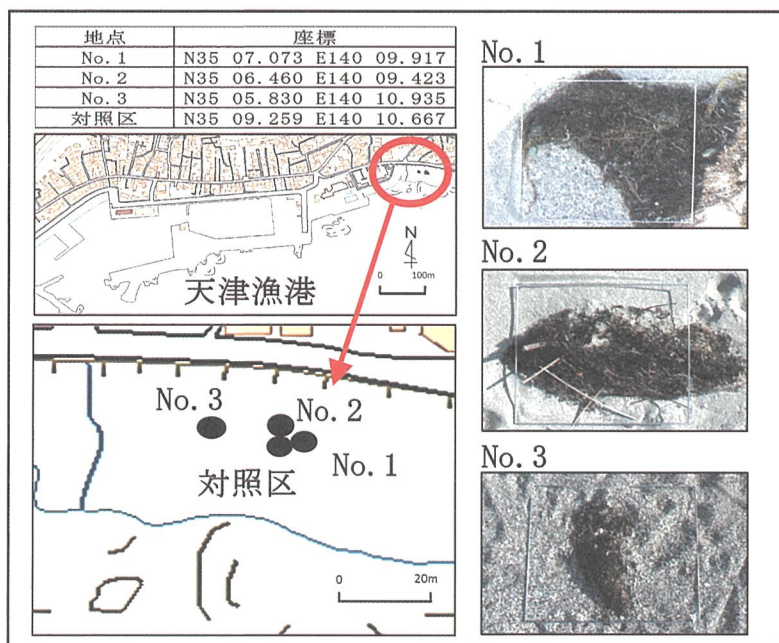 地点 座標
No.1 N35 07.073 E140 09.917
No.2 N35 06.460 E140 09.423
No.3 N35 05.830 E140 10.935
対照区 N35 09.259 E140 10.667
N
0 100m
天津漁港
No.3
No.2
No.1
対照区
0 20m
No.1
No.2
No.3